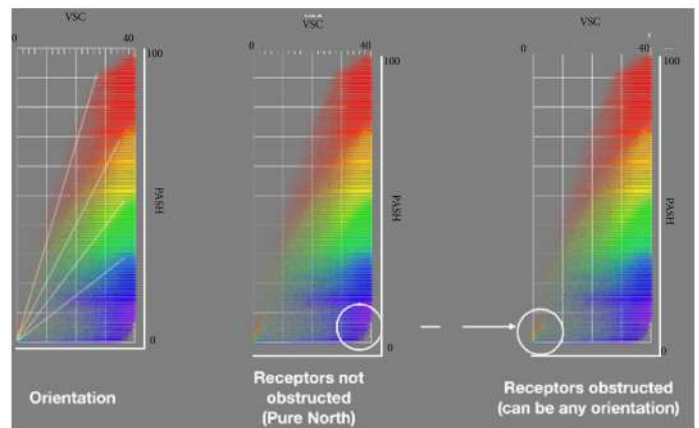 VSC
0
40
100
PASH
0
Orientation
VSC
0
40
100
PASH
0
Receptors not
obstructed
(Pure North)
VSC
0
40
100
PASH
0
Receptors obstructed
(can be any orientation)